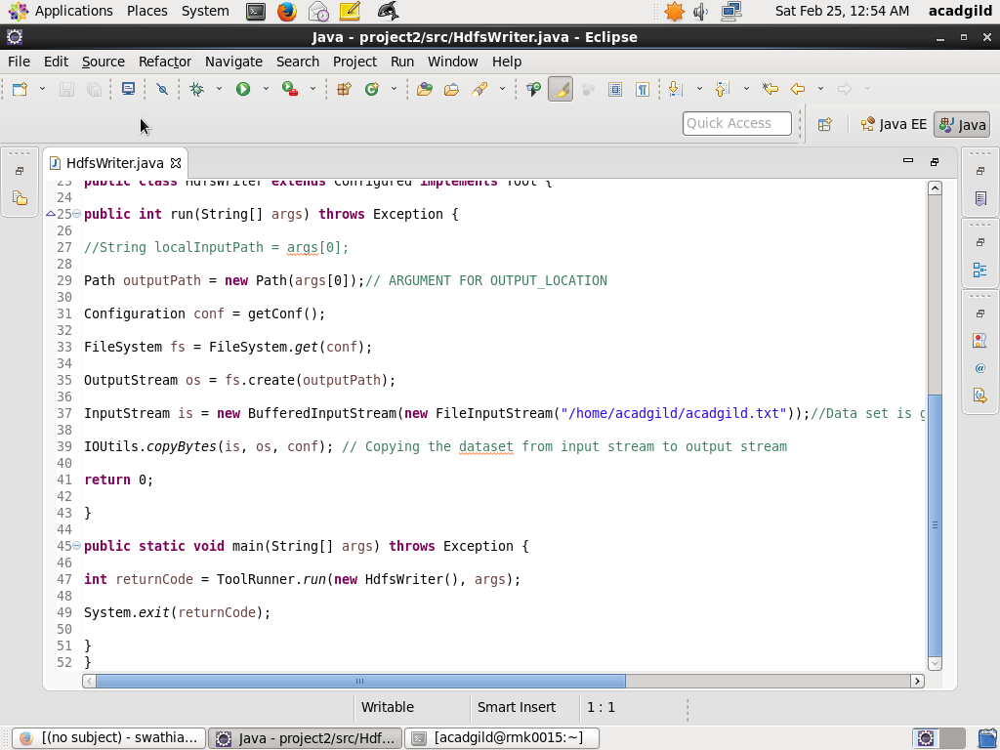 Applications Places System Sat Feb 25, 12:54 AM acadgild
Java - project2/src/HdfsWriter.java - Eclipse
File Edit Source Refactor Navigate Search Project Run Window Help
Quick Access Java EE Java
HdfsWriter.java
23 public class HdfsWriter extends Configured implements Tool {
24
25 public int run(String[] args) throws Exception {
26
27 //String localInputPath = args[0];
28
29 Path outputPath = new Path(args[0]);// ARGUMENT FOR OUTPUT_LOCATION
30
31 Configuration conf = getConf();
32
33 FileSystem fs = FileSystem.get(conf);
34
35 OutputStream os = fs.create(outputPath);
36
37 InputStream is = new BufferedInputStream(new FileInputStream("/home/acadgild/acadgild.txt"));//Data set is
38
39 IOUtils.copyBytes(is, os, conf); // Copying the dataset from input stream to output stream
40
41 return 0;
42
43 }
44
45 public static void main(String[] args) throws Exception {
46
47 int returnCode = ToolRunner.run(new HdfsWriter(), args);
48
49 System.exit(returnCode);
50
51 }
52 }
Writable Smart Insert 1 : 1
[(no subject) - swathia... Java - project2/src/Hdf... [acadgild@rmk0015:~]